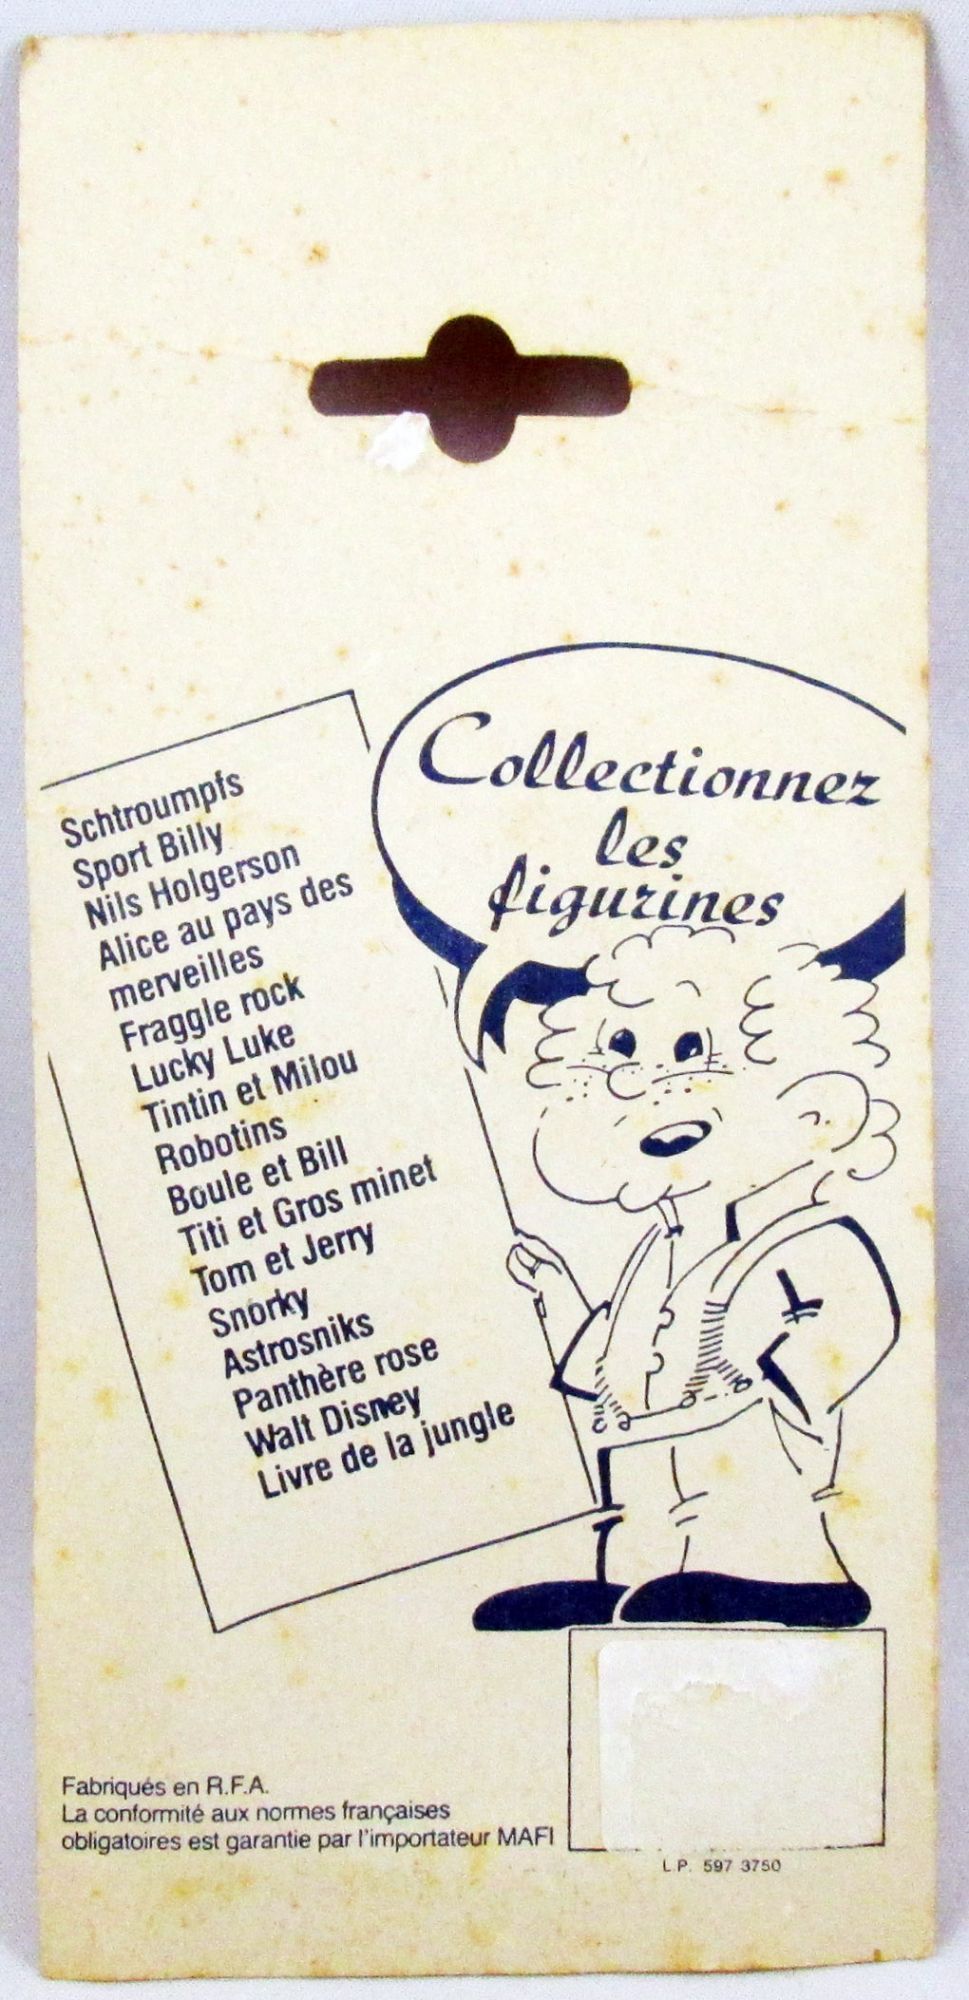 Collectionnez
les
figurines
Schtroumpfs
Sport Billy
Nils Holgerson
Alice au pays des
merveilles
Fraggle rock
Lucky Luke
Tintin et Milou
Robotins
Boule et Bill
Titi et Gros minet
Tom et Jerry
Snorky
Astrosniks
Panthère rose
Walt Disney
Livre de la jungle
Fabriqués en R.F.A.
La conformité aux normes françaises
obligatoires est garantie par l'importateur MAFI
L.P. 597 3750